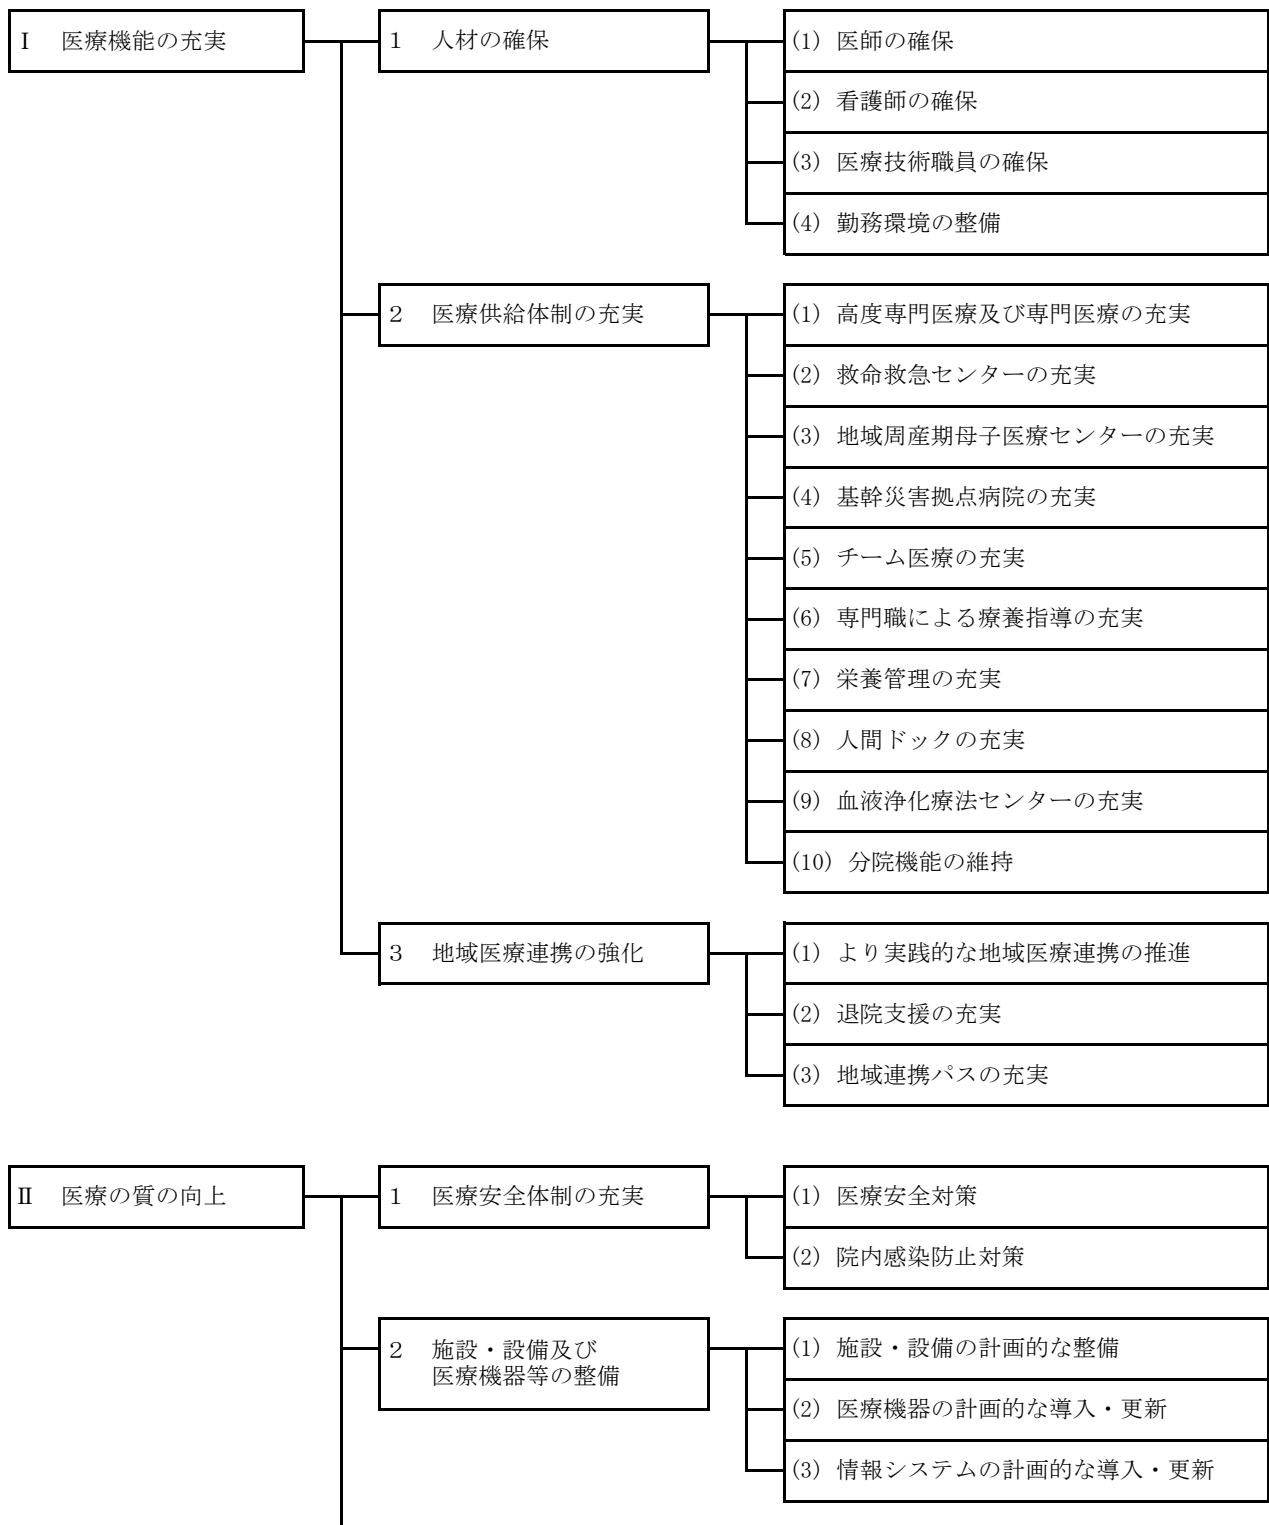 Ⅰ　医療機能の充実
1　人材の確保
(1) 医師の確保
(2) 看護師の確保
(3) 医療技術職員の確保
(4) 勤務環境の整備
2　医療供給体制の充実
(1) 高度専門医療及び専門医療の充実
(2) 救命救急センターの充実
(3) 地域周産期母子医療センターの充実
(4) 基幹災害拠点病院の充実
(5) チーム医療の充実
(6) 専門職による療養指導の充実
(7) 栄養管理の充実
(8) 人間ドックの充実
(9) 血液浄化療法センターの充実
(10) 分院機能の維持
3　地域医療連携の強化
(1) より実践的な地域医療連携の推進
(2) 退院支援の充実
(3) 地域連携パスの充実
Ⅱ　医療の質の向上
1　医療安全体制の充実
(1) 医療安全対策
(2) 院内感染防止対策
2　施設・設備及び
医療機器等の整備
(1) 施設・設備の計画的な整備
(2) 医療機器の計画的な導入・更新
(3) 情報システムの計画的な導入・更新